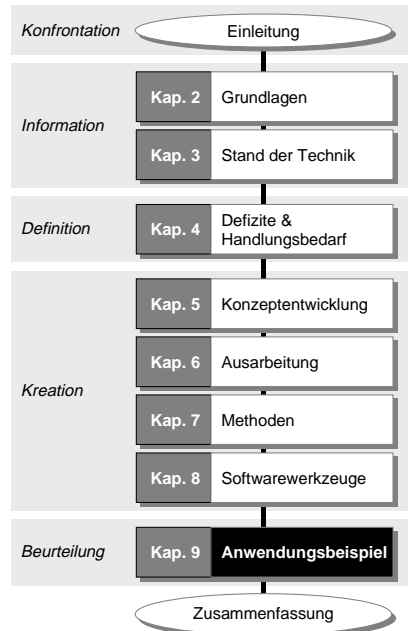 Konfrontation Einleitung
Kap. 2 Grundlagen
Information
Kap. 3 Stand der Technik
Definition Kap. 4 Defizite &
Handlungsbedarf
Kap. 5 Konzeptentwicklung
Kap. 6 Ausarbeitung
Kreation
Kap. 7 Methoden
Kap. 8 Softwarewerkzeuge
Beurteilung Kap. 9 Anwendungsbeispiel
Zusammenfassung